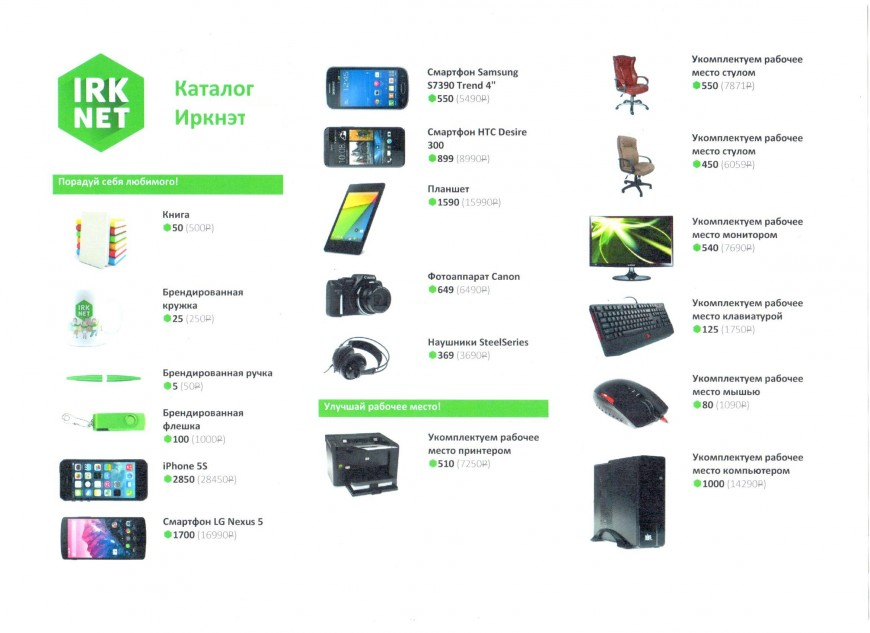 IRK
NET
Каталог
Иркнэт
Порадуй себя любимого!
Книга
50 (500₽)
Брендированная
кружка
25 (250₽)
Брендированная ручка
5 (50₽)
Брендированная
флешка
100 (1000₽)
iPhone 5S
2850 (28450₽)
Смартфон LG Nexus 5
1700 (16990₽)
Смартфон Samsung
S7390 Trend 4"
550 (5490₽)
Смартфон HTC Desire
300
899 (8990₽)
Планшет
1590 (15990₽)
Фотоаппарат Canon
649 (6490₽)
Наушники SteelSeries
369 (3690₽)
Улучшай рабочее место!
Укомплектуем рабочее
место принтером
510 (7250₽)
Укомплектуем рабочее
место стулом
550 (7871₽)
Укомплектуем рабочее
место стулом
450 (6059₽)
Укомплектуем рабочее
место монитором
540 (7690₽)
Укомплектуем рабочее
место клавиатурой
125 (1750₽)
Укомплектуем рабочее
место мышью
80 (1090₽)
Укомплектуем рабочее
место компьютером
1000 (14290₽)